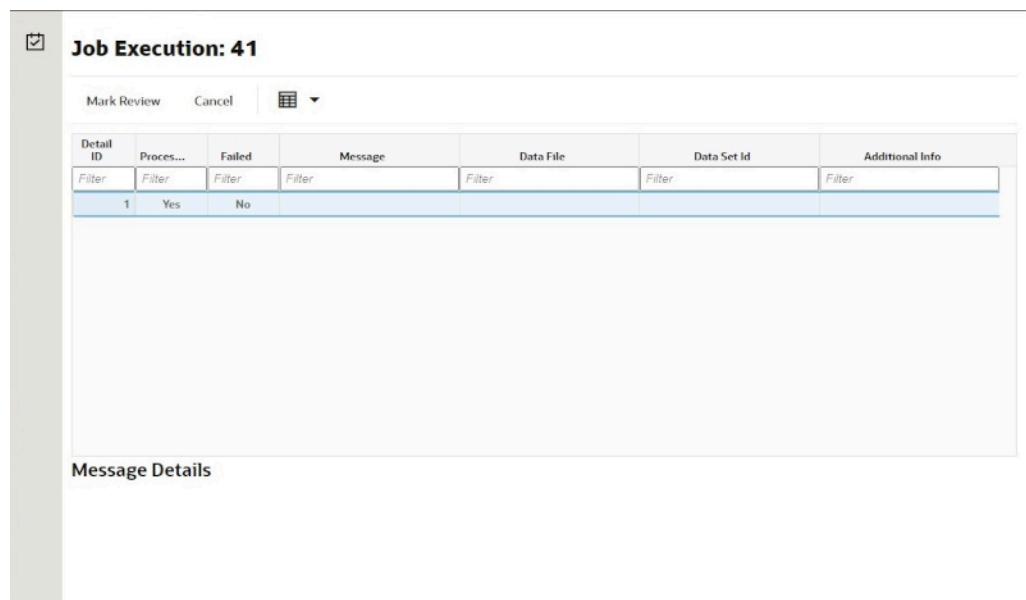 Job Execution: 41
Mark Review Cancel
Detail ID Proces... Failed Message Data File Data Set Id Additional Info
Filter Filter Filter Filter Filter Filter Filter
1 Yes No
Message Details